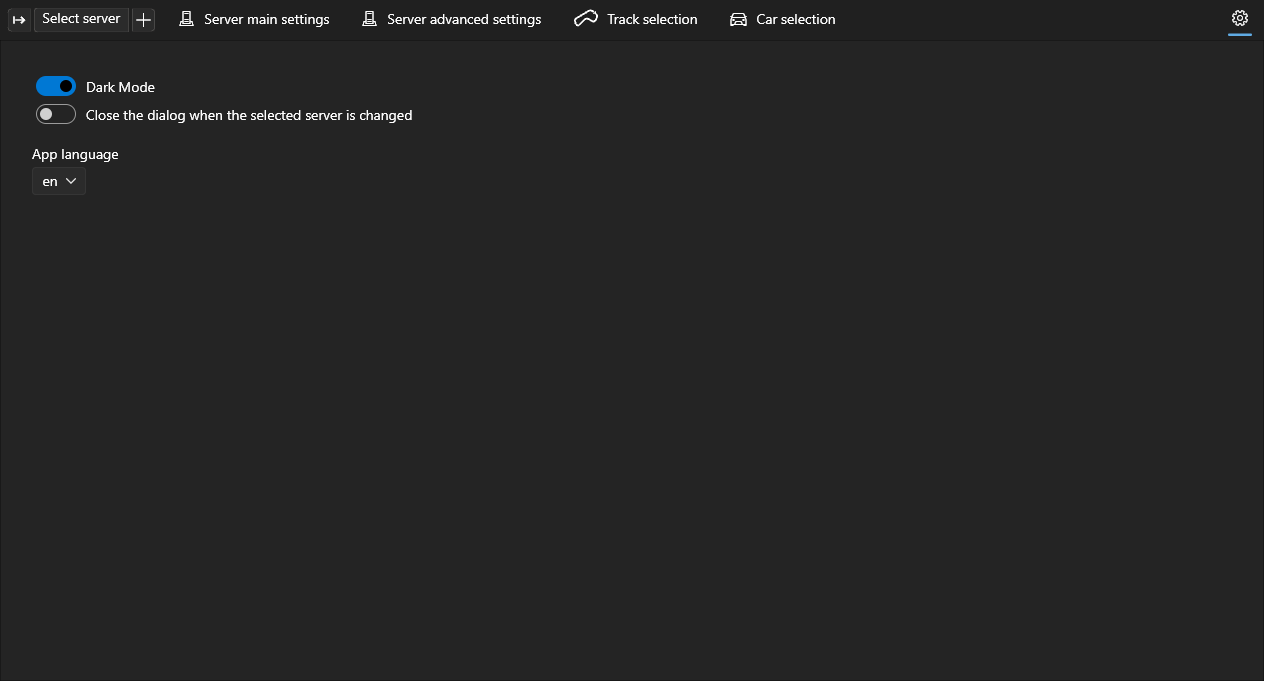 Select server
Server main settings
Server advanced settings
Track selection
Car selection
Dark Mode
Close the dialog when the selected server is changed
App language
en